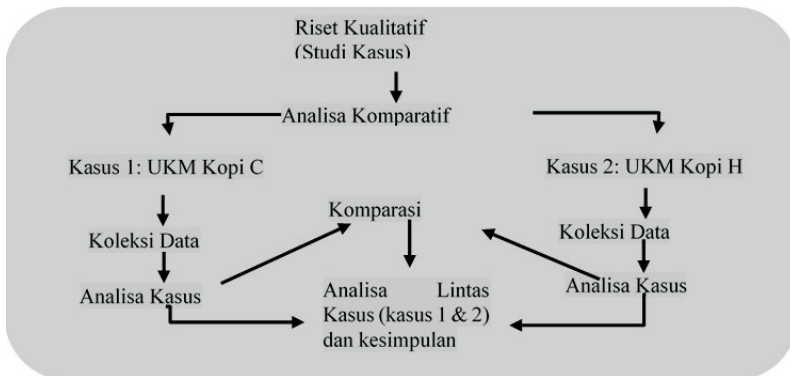 Riset Kualitatif
(Studi Kasus)
Analisa Komparatif
Kasus 1: UKM Kopi C
Kasus 2: UKM Kopi H
Komparasi
Koleksi Data
Koleksi Data
Analisa Kasus
Analisa Kasus
Analisa Lintas
Kasus (kasus 1 & 2)
dan kesimpulan